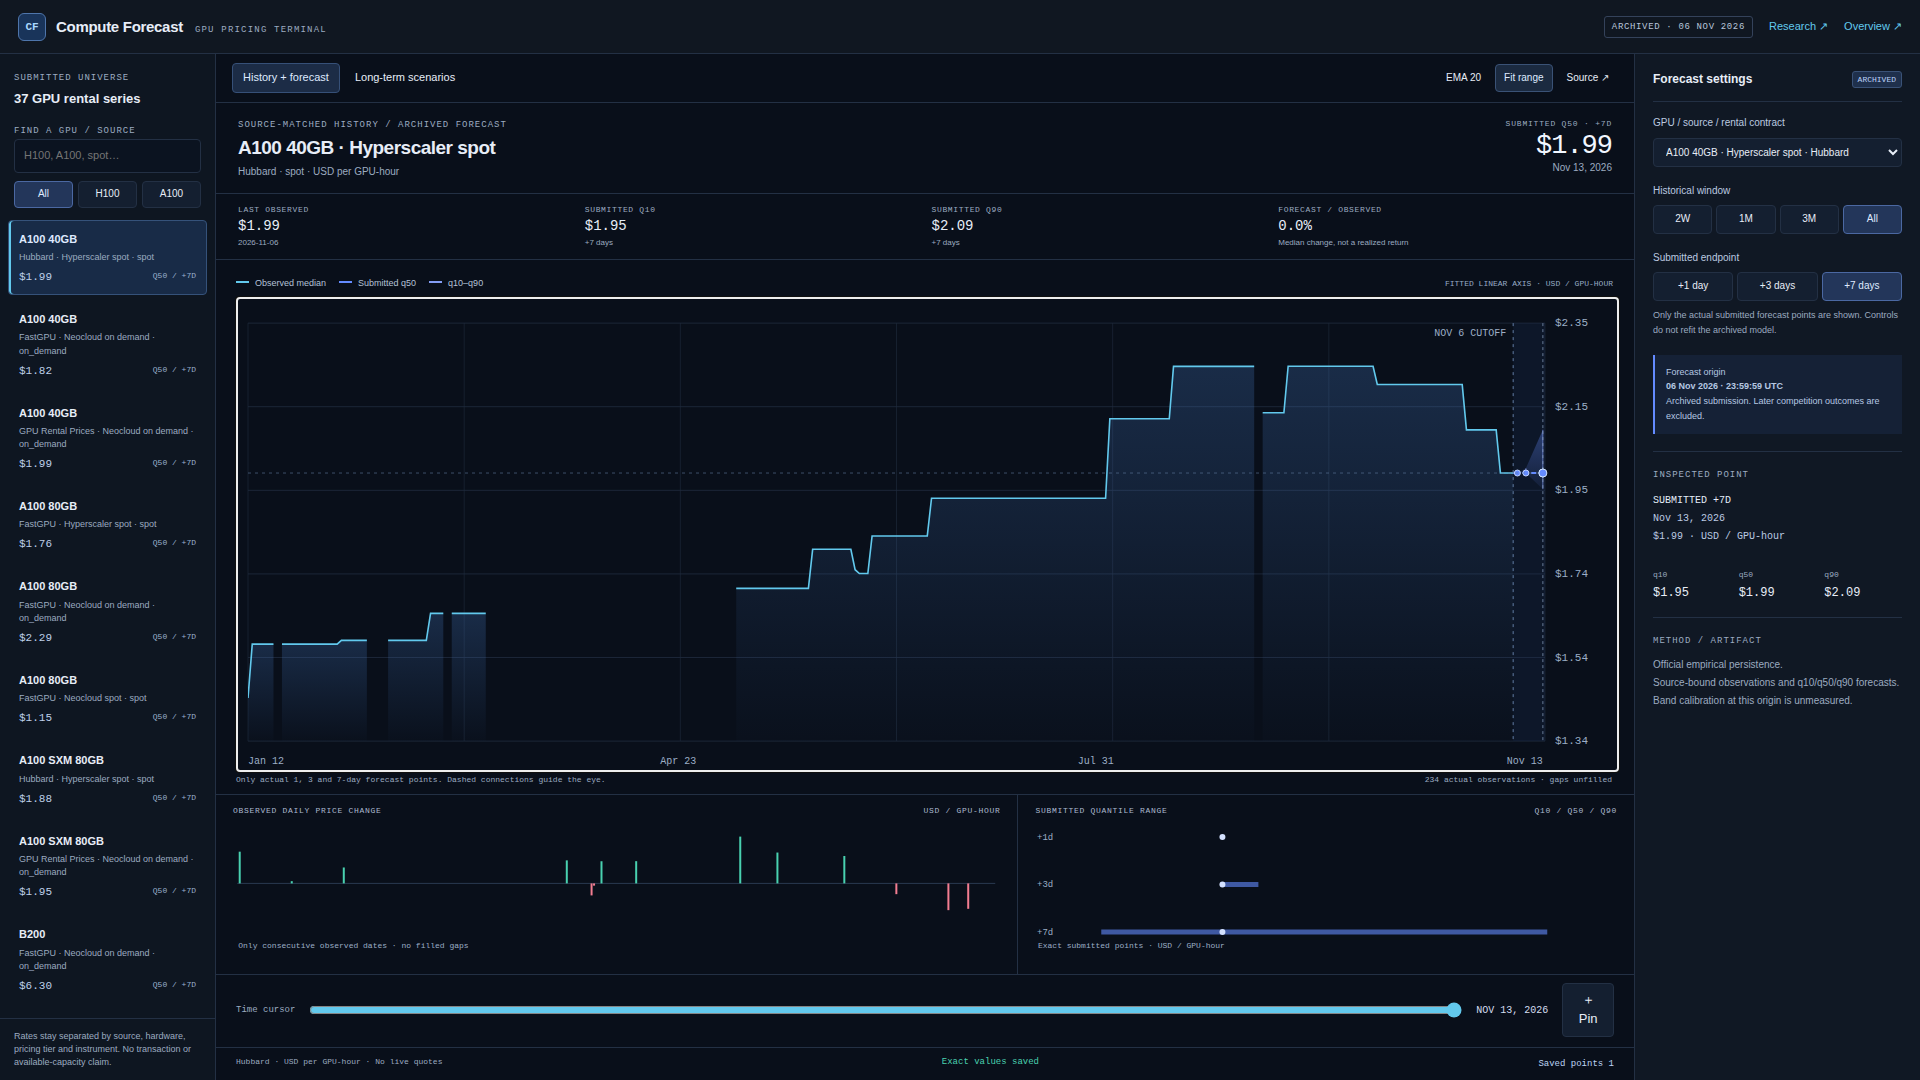 CF
Compute Forecast
GPU PRICING TERMINAL
ARCHIVED · 06 NOV 2026
Research ↗
Overview ↗
SUBMITTED UNIVERSE
37 GPU rental series
FIND A GPU / SOURCE
H100, A100, spot…
All
H100
A100
A100 40GB
Hubbard · Hyperscaler spot · spot
$1.99
Q50 / +7D
A100 40GB
FastGPU · Neocloud on demand ·
on_demand
$1.82
Q50 / +7D
A100 40GB
GPU Rental Prices · Neocloud on demand ·
on_demand
$1.99
Q50 / +7D
A100 80GB
FastGPU · Hyperscaler spot · spot
$1.76
Q50 / +7D
A100 80GB
FastGPU · Neocloud on demand ·
on_demand
$2.29
Q50 / +7D
A100 80GB
FastGPU · Neocloud spot · spot
$1.15
Q50 / +7D
A100 SXM 80GB
Hubbard · Hyperscaler spot · spot
$1.88
Q50 / +7D
A100 SXM 80GB
GPU Rental Prices · Neocloud on demand ·
on_demand
$1.95
Q50 / +7D
B200
FastGPU · Neocloud on demand ·
on_demand
$6.30
Q50 / +7D
Rates stay separated by source, hardware,
pricing tier and instrument. No transaction or
available-capacity claim.
History + forecast
Long-term scenarios
EMA 20
Fit range
Source ↗
SOURCE-MATCHED HISTORY / ARCHIVED FORECAST
A100 40GB · Hyperscaler spot
Hubbard · spot · USD per GPU-hour
SUBMITTED Q50 · +7D
$1.99
Nov 13, 2026
LAST OBSERVED
$1.99
2026-11-06
SUBMITTED Q10
$1.95
+7 days
SUBMITTED Q90
$2.09
+7 days
FORECAST / OBSERVED
0.0%
Median change, not a realized return
Observed median
Submitted q50
q10–q90
FITTED LINEAR AXIS · USD / GPU-HOUR
NOV 6 CUTOFF
$2.35
$2.15
$1.95
$1.74
$1.54
$1.34
Jan 12
Apr 23
Jul 31
Nov 13
Only actual 1, 3 and 7-day forecast points. Dashed connections guide the eye.
234 actual observations · gaps unfilled
OBSERVED DAILY PRICE CHANGE
USD / GPU-HOUR
Only consecutive observed dates · no filled gaps
SUBMITTED QUANTILE RANGE
Q10 / Q50 / Q90
+1d
+3d
+7d
Exact submitted points · USD / GPU-hour
Time cursor
NOV 13, 2026
+
Pin
Hubbard · USD per GPU-hour · No live quotes
Exact values saved
Saved points 1
Forecast settings
ARCHIVED
GPU / source / rental contract
A100 40GB · Hyperscaler spot · Hubbard
Historical window
2W
1M
3M
All
Submitted endpoint
+1 day
+3 days
+7 days
Only the actual submitted forecast points are shown. Controls
do not refit the archived model.
Forecast origin
06 Nov 2026 · 23:59:59 UTC
Archived submission. Later competition outcomes are
excluded.
INSPECTED POINT
SUBMITTED +7D
Nov 13, 2026
$1.99 · USD / GPU-hour
q10
q50
q90
$1.95
$1.99
$2.09
METHOD / ARTIFACT
Official empirical persistence.
Source-bound observations and q10/q50/q90 forecasts.
Band calibration at this origin is unmeasured.